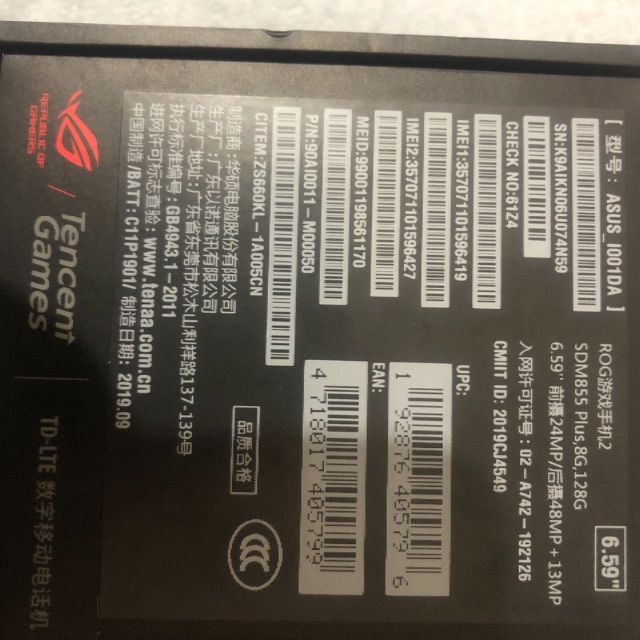 [ 型号: ASUS_I001DA ]
SN:K9AIKN06U074N59
CHECK NO:61Z4
IMEI1:357071101596419
IMEI2:357071101596427
MEID:99001198561170
P/N:90AI0011-M00050
CITEM:ZS660KL-1A005CN
制造商:华硕电脑股份有限公司
生产厂:广东以诺通讯有限公司
生产厂地址:广东省东莞市松木山利祥路137-139号
执行标准编号:GB4943.1-2011
进网许可标志查验:www.tenaa.com.cn
中国制造 /BATT: C11P1901/ 制造日期: 2019.09
ROG游戏手机2
SDM855 Plus,8G,128G
6.59" 前摄24MP/后摄48MP+13MP
6.59"
入网许可证号: 02-A742-192126
CMIIT ID: 2019CJ4549
UPC:
1 92876 40579 6
EAN:
4 718017 405799
品质合格
CCC
REPUBLIC OF
GAMERS
/ Tencent
Games
TD-LTE 数字移动电话机